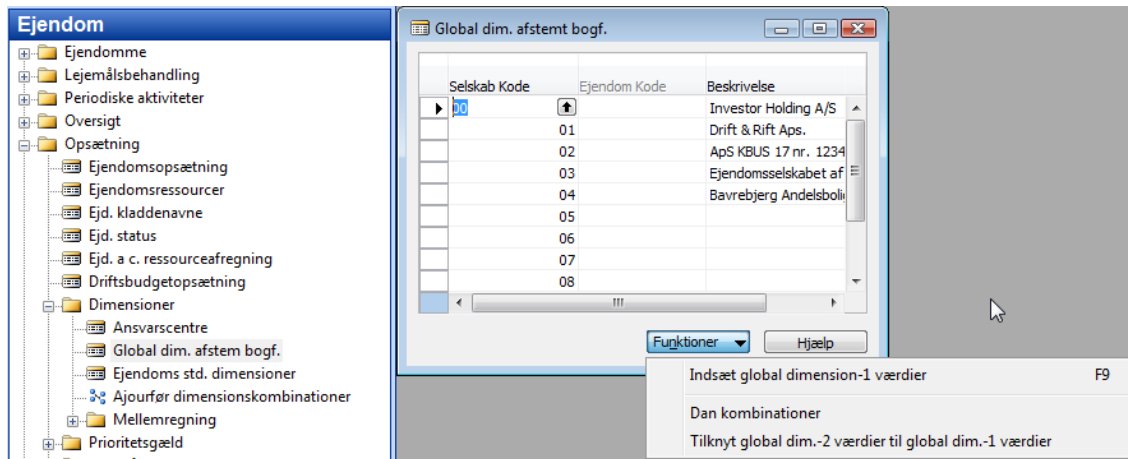 Ejendom
Ejendomme
Lejemålsbehandling
Periodiske aktiviteter
Oversigt
Opsætning
Ejendomsopsætning
Ejendomsressourcer
Ejd. kladdenavne
Ejd. status
Ejd. a c. ressourceafregning
Driftsbudgetopsætning
Dimensioner
Ansvarscentre
Global dim. afstem bogf.
Ejendoms std. dimensioner
Ajourfør dimensionskombinationer
Mellemregning
Prioritetsgæld
Global dim. afstemt bogf.
Selskab Kode Ejendom Kode Beskrivelse
00 Investor Holding A/S
01 Drift & Rift Aps.
02 ApS KBUS 17 nr. 1234
03 Ejendomsselskabet af
04 Bavrebjerg Andelsboli
05
06
07
08
Funktioner Hjælp
Indsæt global dimension-1 værdier F9
Dan kombinationer
Tilknyt global dim.-2 værdier til global dim.-1 værdier